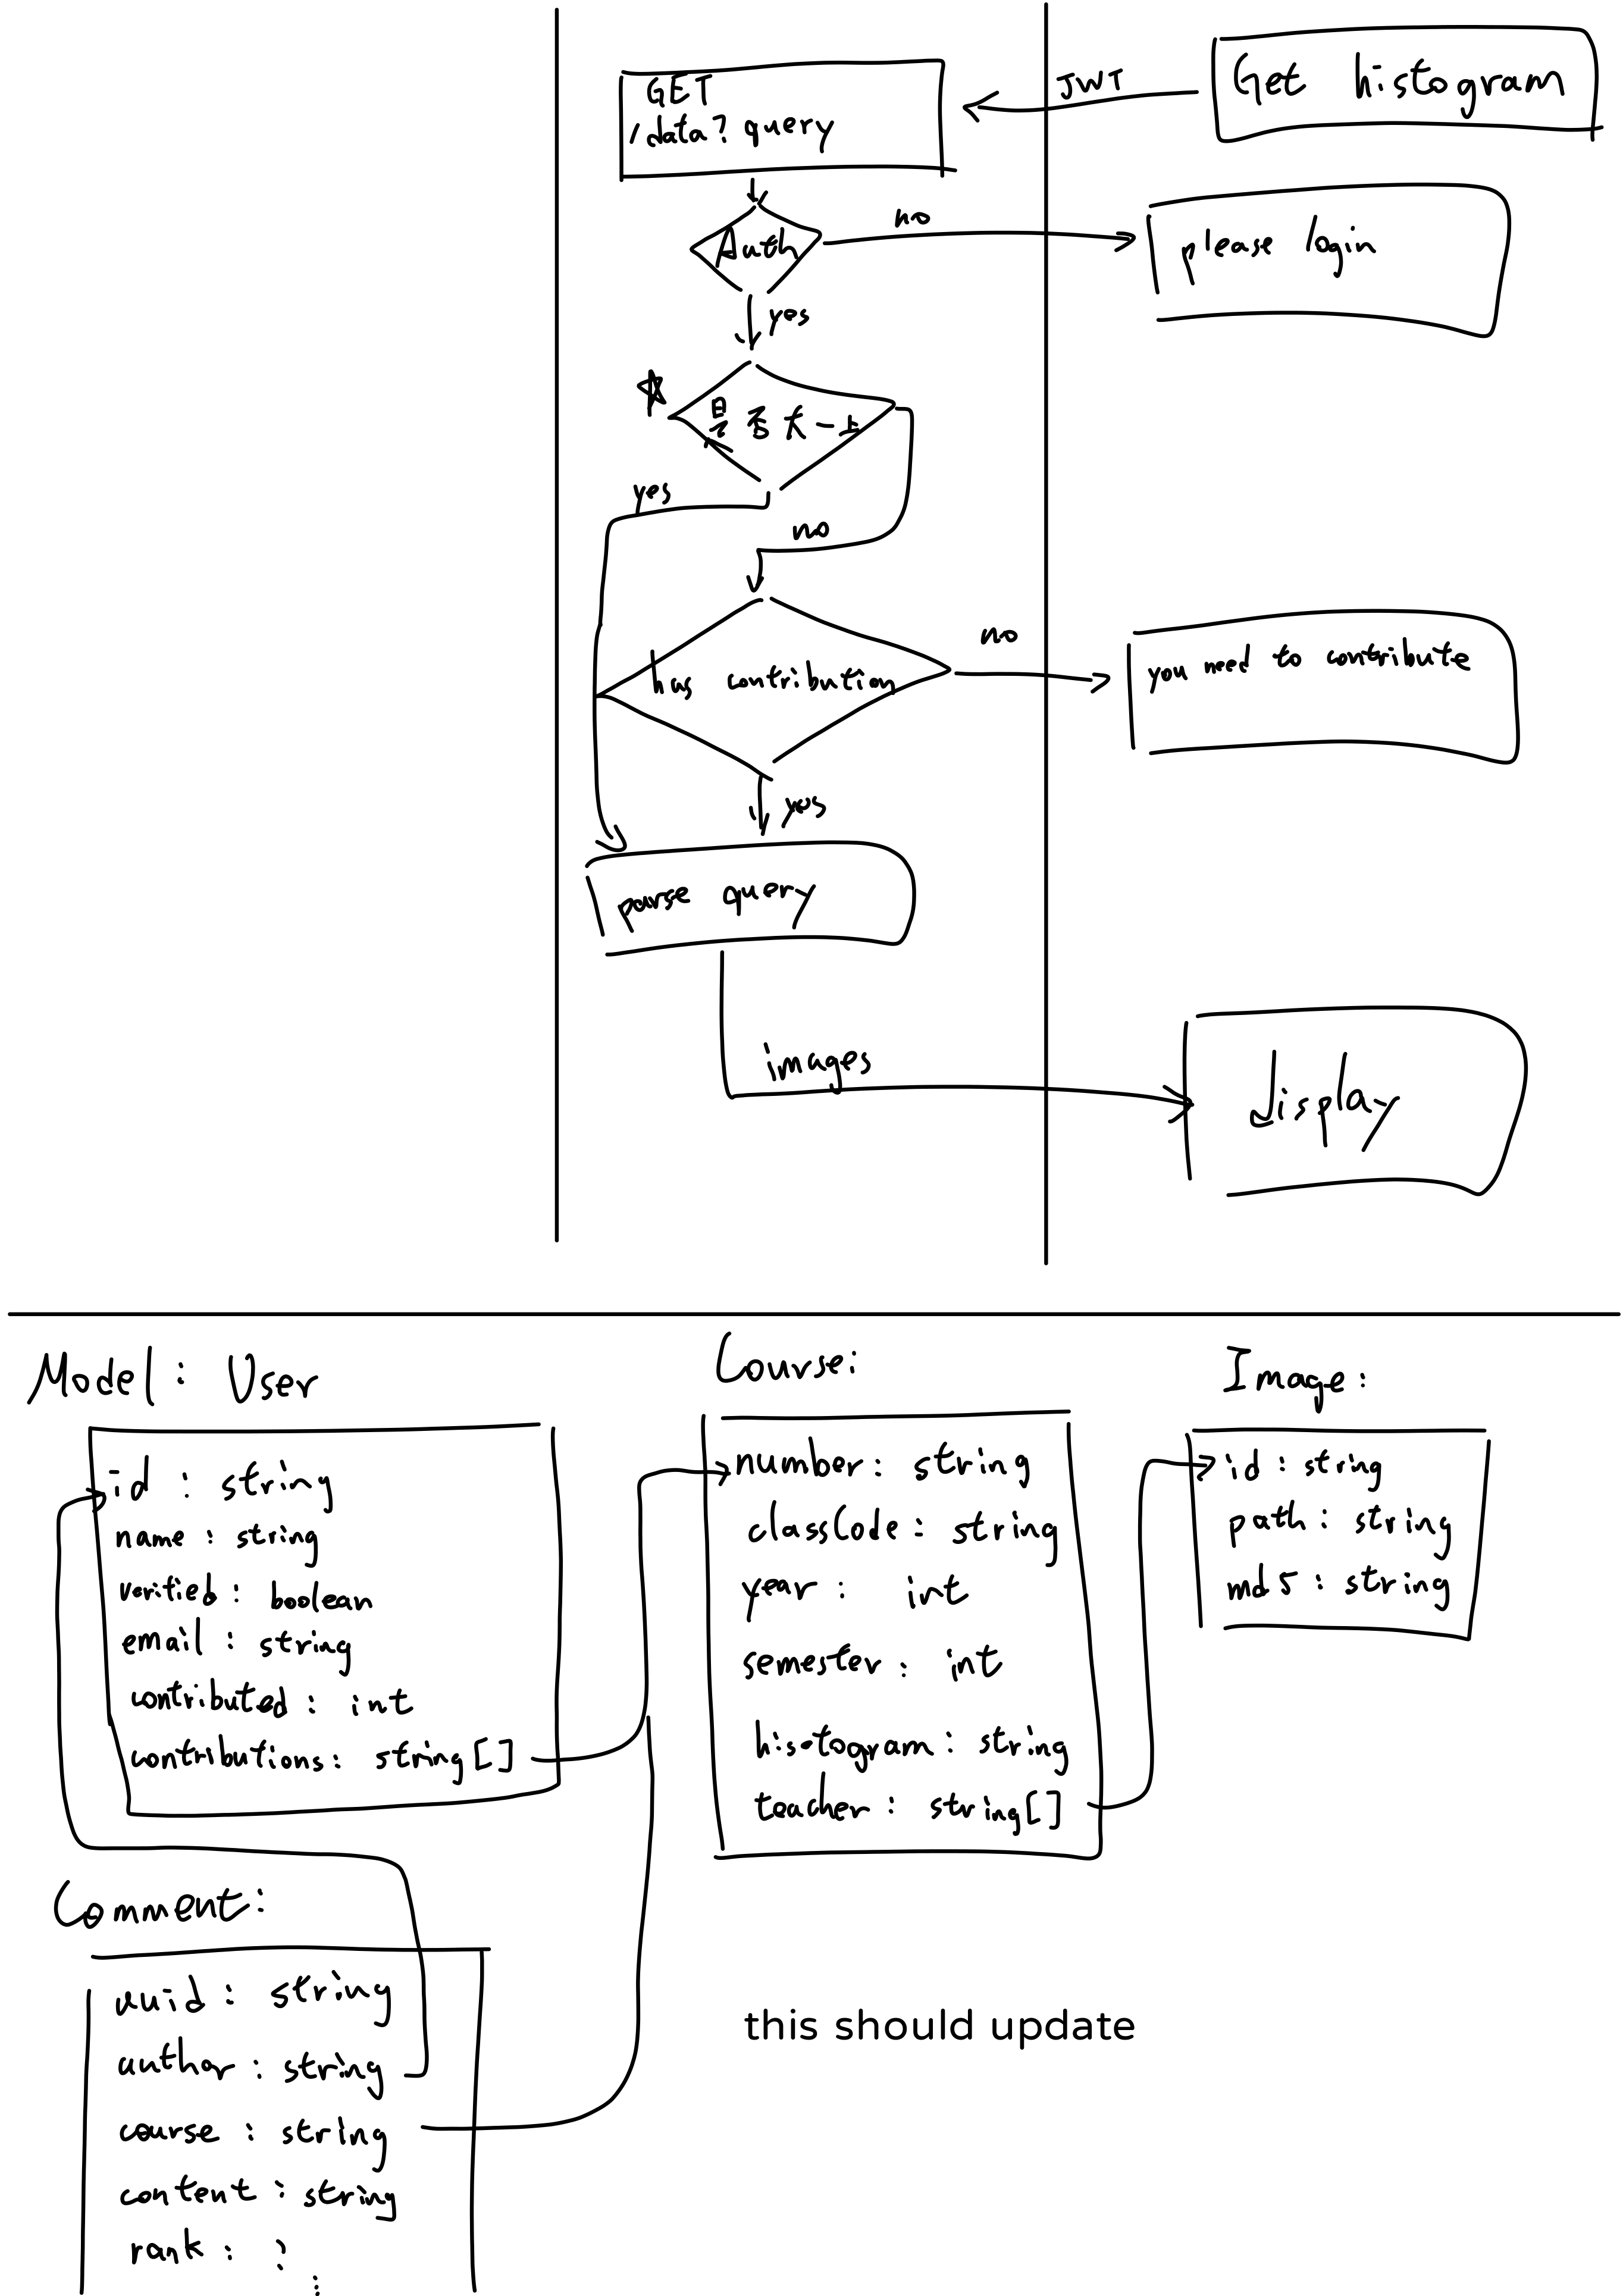 Get histogram
JWT
GET
/data? query
Auth
no
please login
yes
是否大一上
yes
no
has contribution
no
you need to contribute
yes
parse query
images
display
Model : User
id : string
name : string
verified : boolean
email : string
contributed : int
contributions : string[]
Course:
number : string
classCode : string
year : int
semester : int
hisotogram : string
teacher : string[]
Image :
id : string
path : string
md5 : string
Comment :
uuid : string
author : string
course : string
content : string
rank : ?
this should update